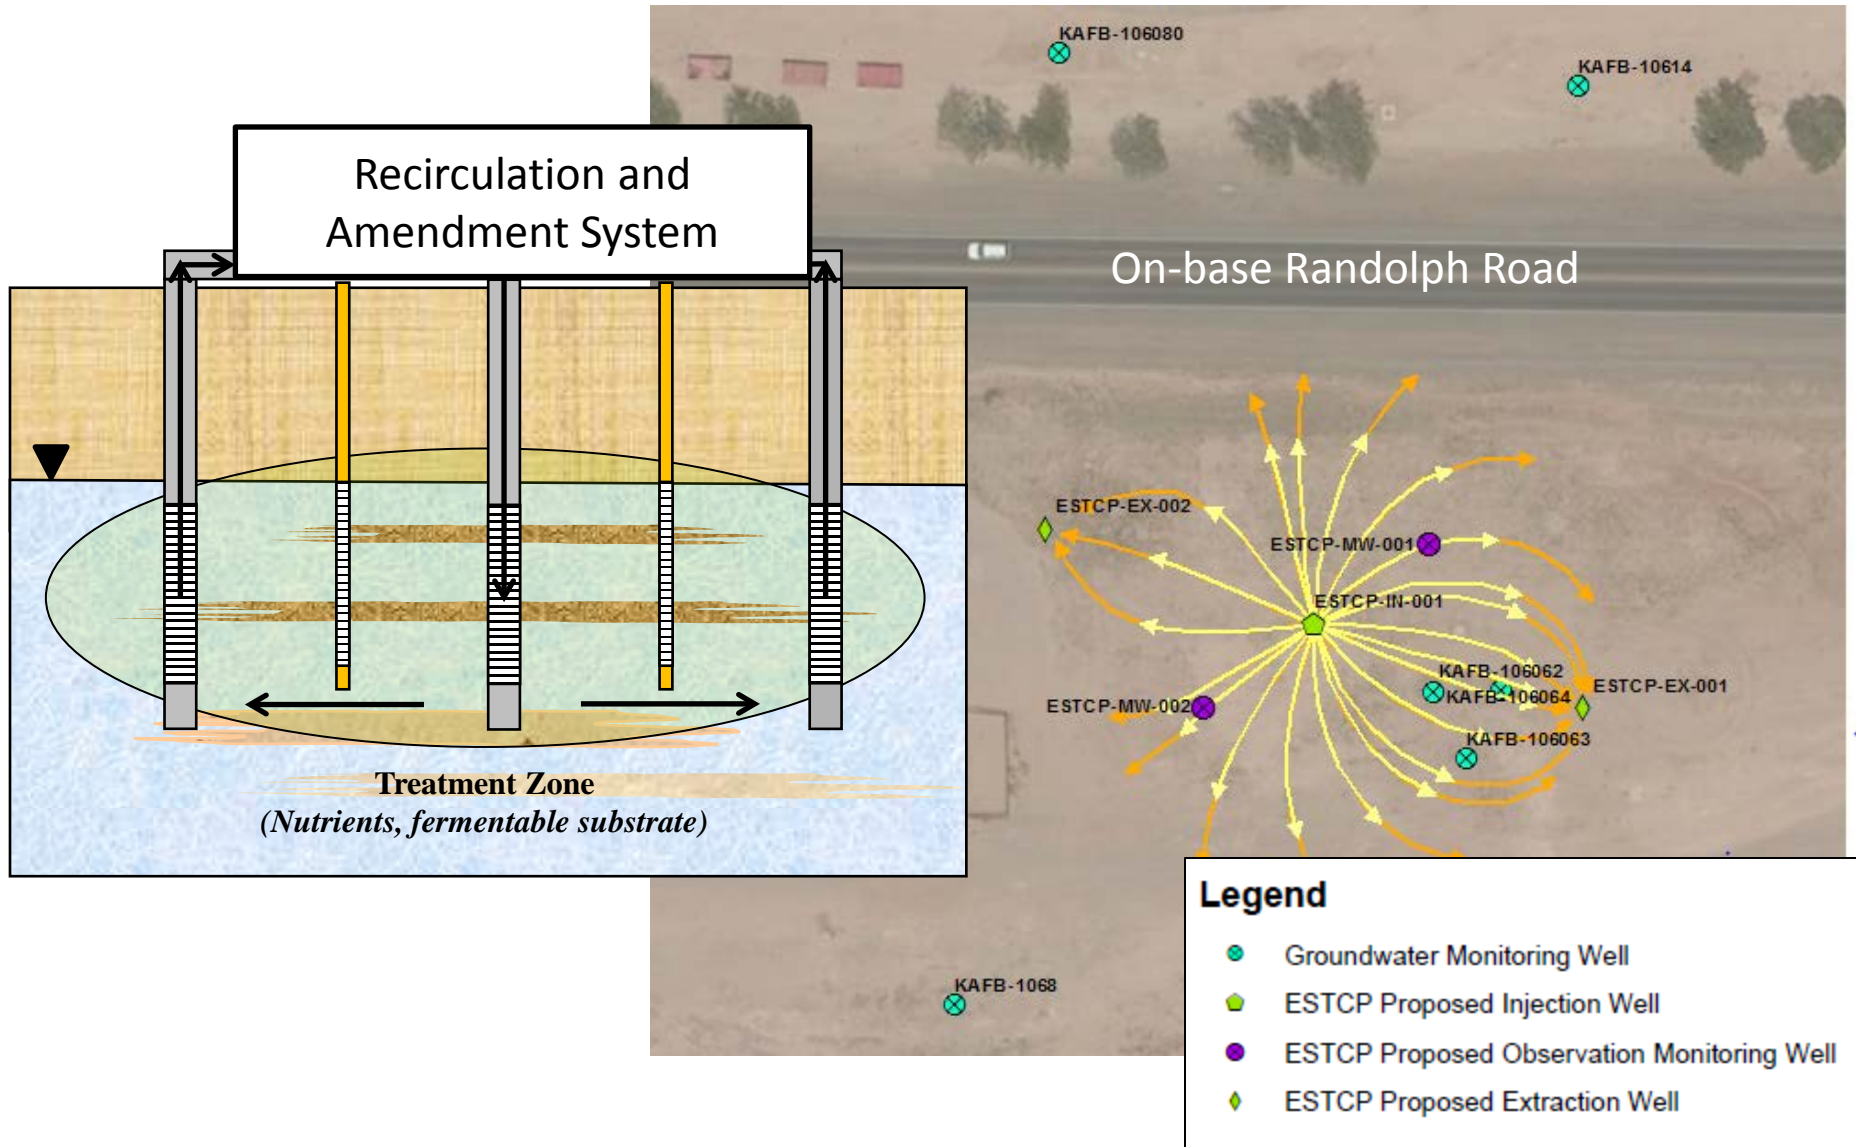 KAFB-106080
KAFB-10614
Recirculation and
Amendment System
On-base Randolph Road
ESTCP-EX-002
ESTCP-MW-001
ESTCP-IN-001
KAFB-106062
ESTCP-EX-001
KAFB-106064
ESTCP-MW-002
KAFB-106063
Treatment Zone
(Nutrients, fermentable substrate)
KAFB-1068
Legend
Groundwater Monitoring Well
ESTCP Proposed Injection Well
ESTCP Proposed Observation Monitoring Well
ESTCP Proposed Extraction Well